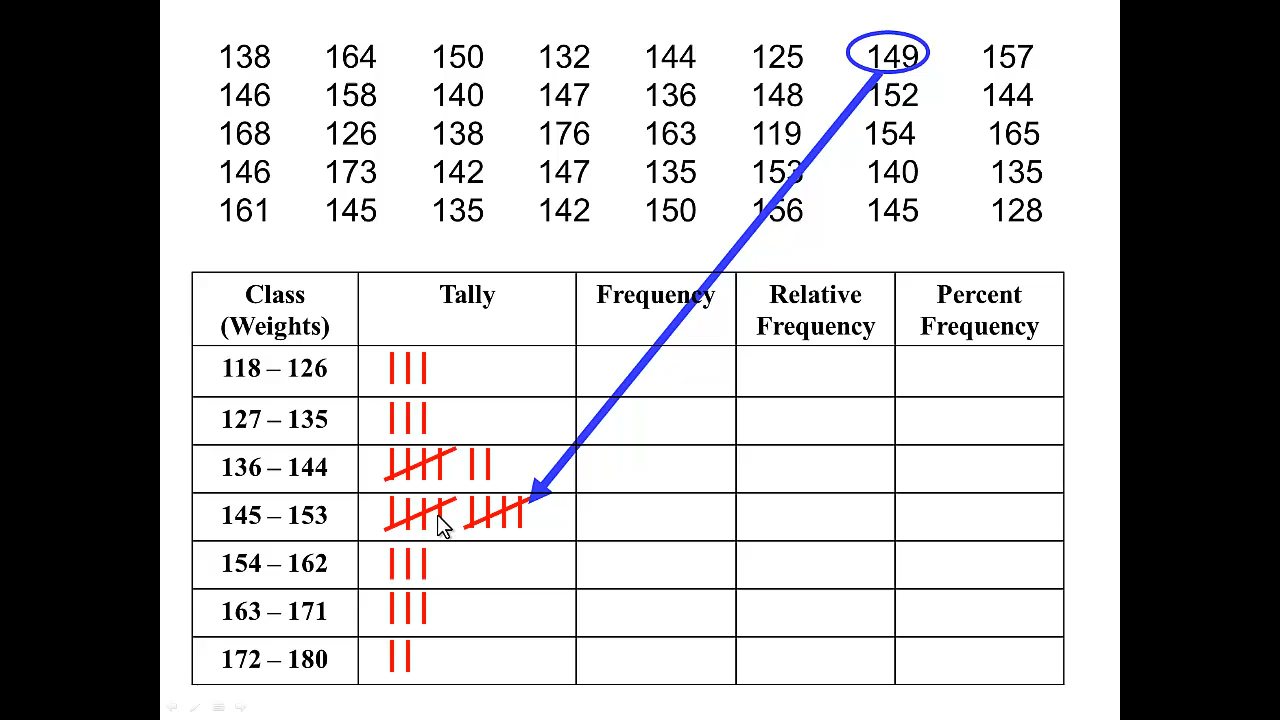 138 164 150 132 144 125 149 157
146 158 140 147 136 148 152 144
168 126 138 176 163 119 154 165
146 173 142 147 135 153 140 135
161 145 135 142 150 156 145 128
Class Tally Frequency Relative Percent
(Weights) Frequency Frequency
118 – 126
127 – 135
136 – 144
145 – 153
154 – 162
163 – 171
172 – 180